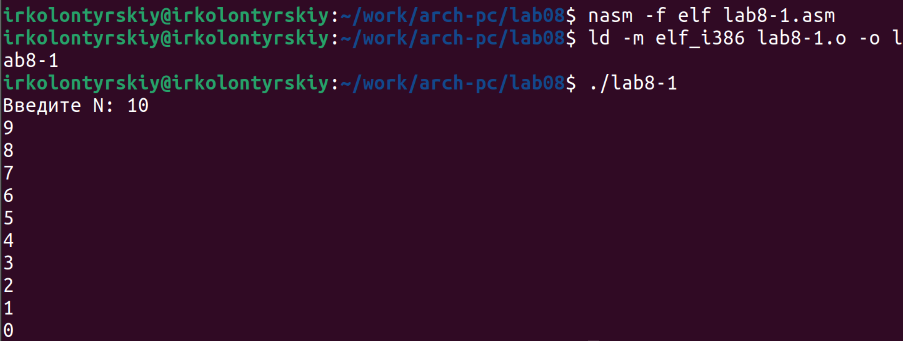 irkolontyrskiy@irkolontyrskiy:~/work/arch-pc/lab08$ nasm -f elf lab8-1.asm
irkolontyrskiy@irkolontyrskiy:~/work/arch-pc/lab08$ ld -m elf_i386 lab8-1.o -o l
ab8-1
irkolontyrskiy@irkolontyrskiy:~/work/arch-pc/lab08$ ./lab8-1
Введите N: 10
9
8
7
6
5
4
3
2
1
0